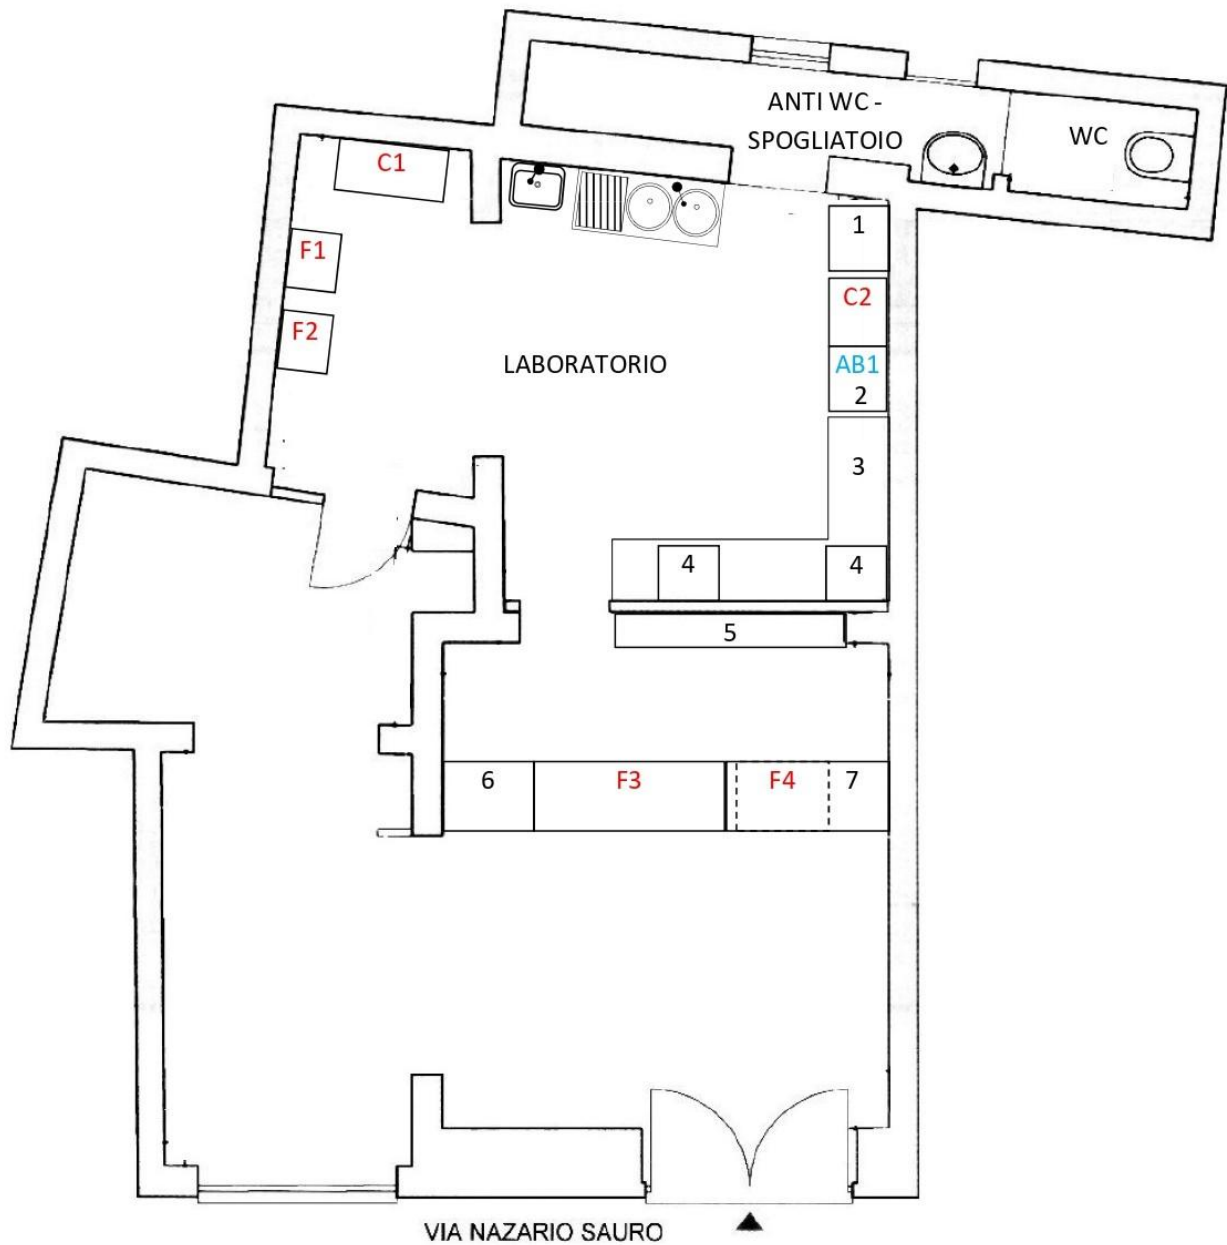 ANTI WC -
SPOGLIATOIO
WC
C1
1
F1
C2
F2
AB1
2
LABORATORIO
3
4
4
5
6
F3
F4
7
VIA NAZARIO SAURO